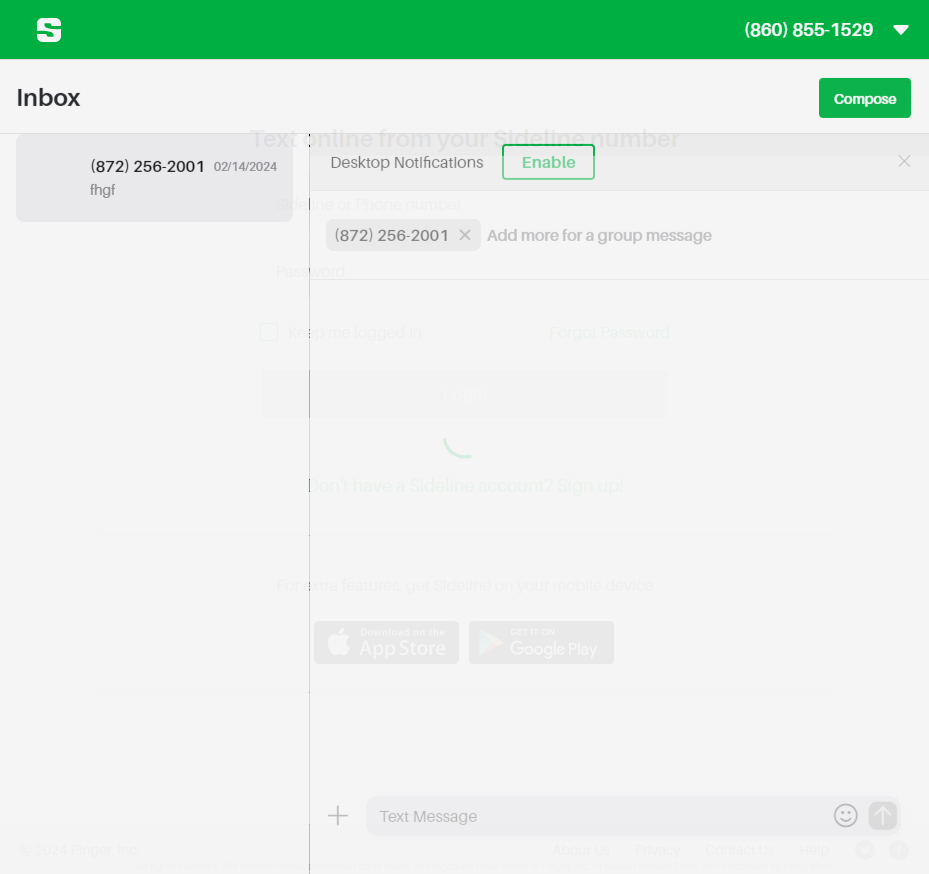 (860) 855-1529
Inbox
Compose
Text online from your Sideline number
(872) 256-2001 02/14/2024
fhgf
Desktop Notifications Enable
Sideline or Phone number
(872) 256-2001 Add more for a group message
Password
Keep me logged in Forgot Password
Login
Don't have a Sideline account? Sign up!
For extra features, get Sideline on your mobile device
Download on the
App Store
GET IT ON
Google Play
Text Message
© 2024 Pinger, Inc. About Us Privacy Contact Us Help